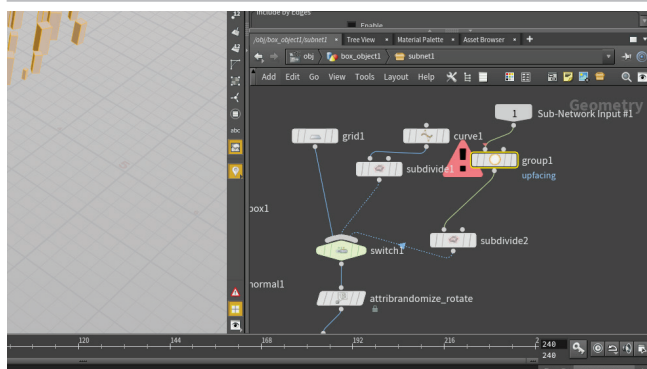 Include by Edges
Enable
/obj/box_object1/subnet1 Tree View Material Palette Asset Browser +
obj box_object1 subnet1
Add Edit Go View Tools Layout Help
Geometry
1 Sub-Network Input #1
grid1
curve1
subdivide1
group1
upfacing
box1
subdivide2
switch1
normal1
attribrandomize_rotate
abc
120 144 168 192 216 240
240